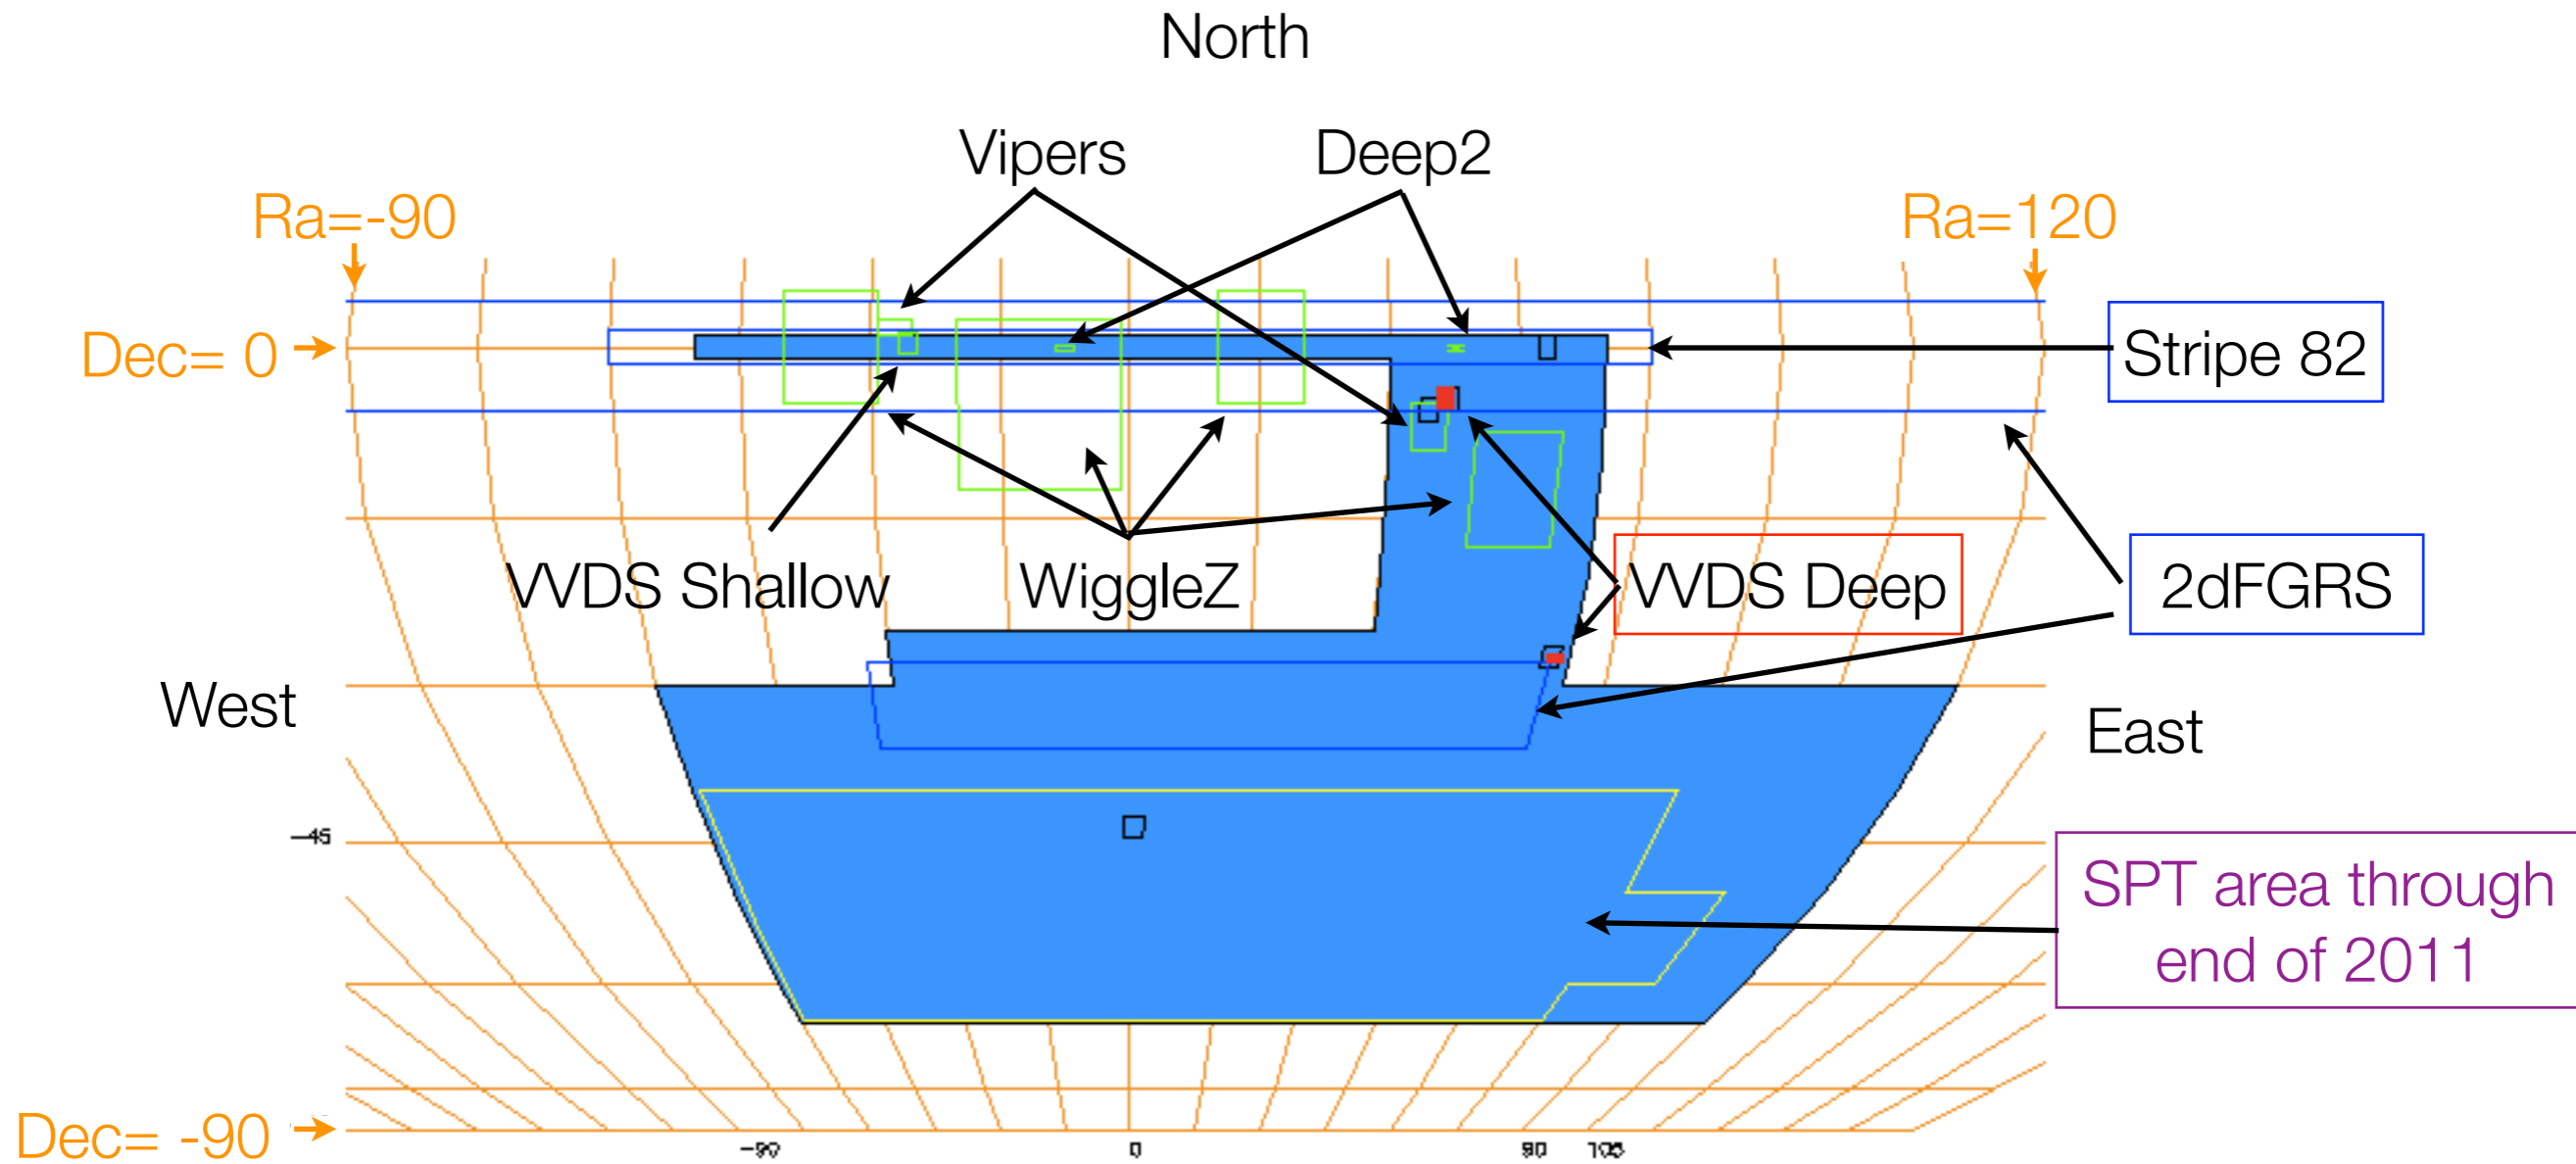 North
Vipers
Deep2
Ra=-90
Ra=120
Dec= 0
Stripe 82
VVDS Shallow
WiggleZ
VVDS Deep
2dFGRS
West
East
-45
SPT area through
end of 2011
Dec= -90
-90
0
90
105